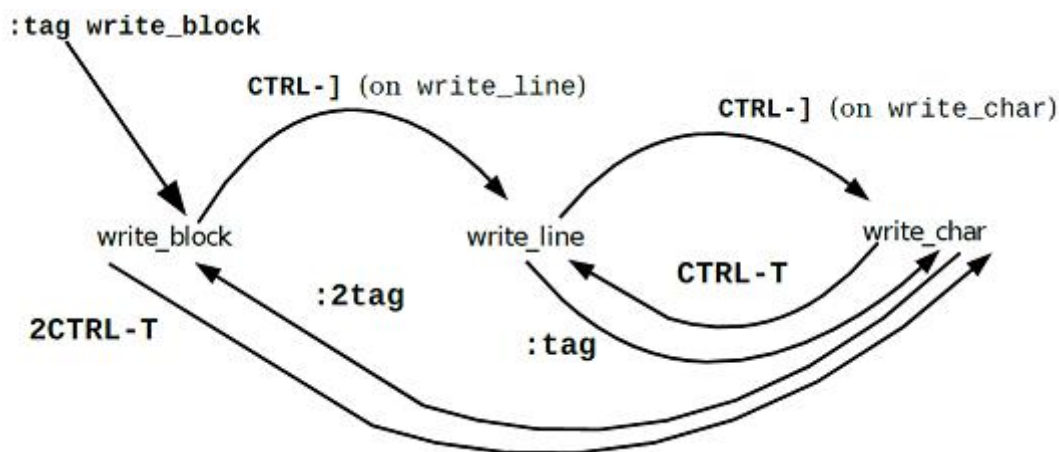 :tag write_block
CTRL-] (on write_line)
CTRL-] (on write_char)
write_block
write_line
write_char
CTRL-T
:2tag
2CTRL-T
:tag